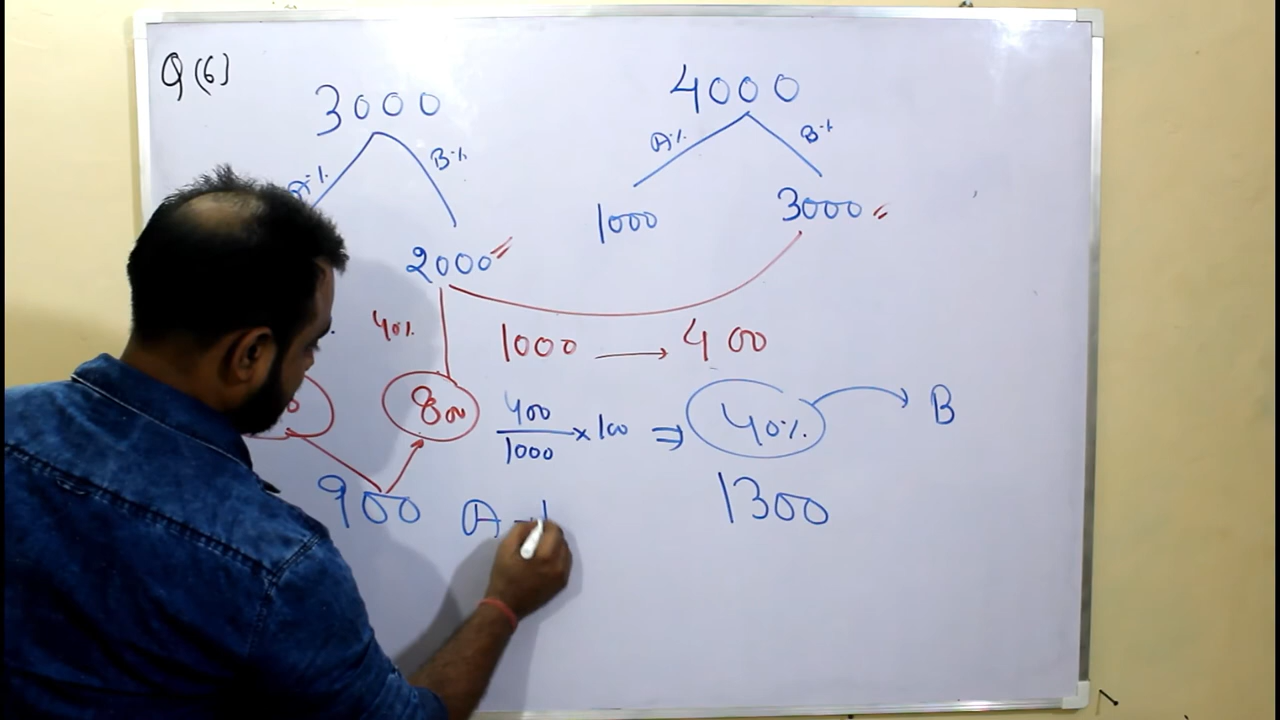 Q (6)
3000
4000
A%
B%
A%
B%
1000
3000
2000
40%
1000 → 400
800
400/1000 × 100 ⇒ 40% → B
900
A
1300